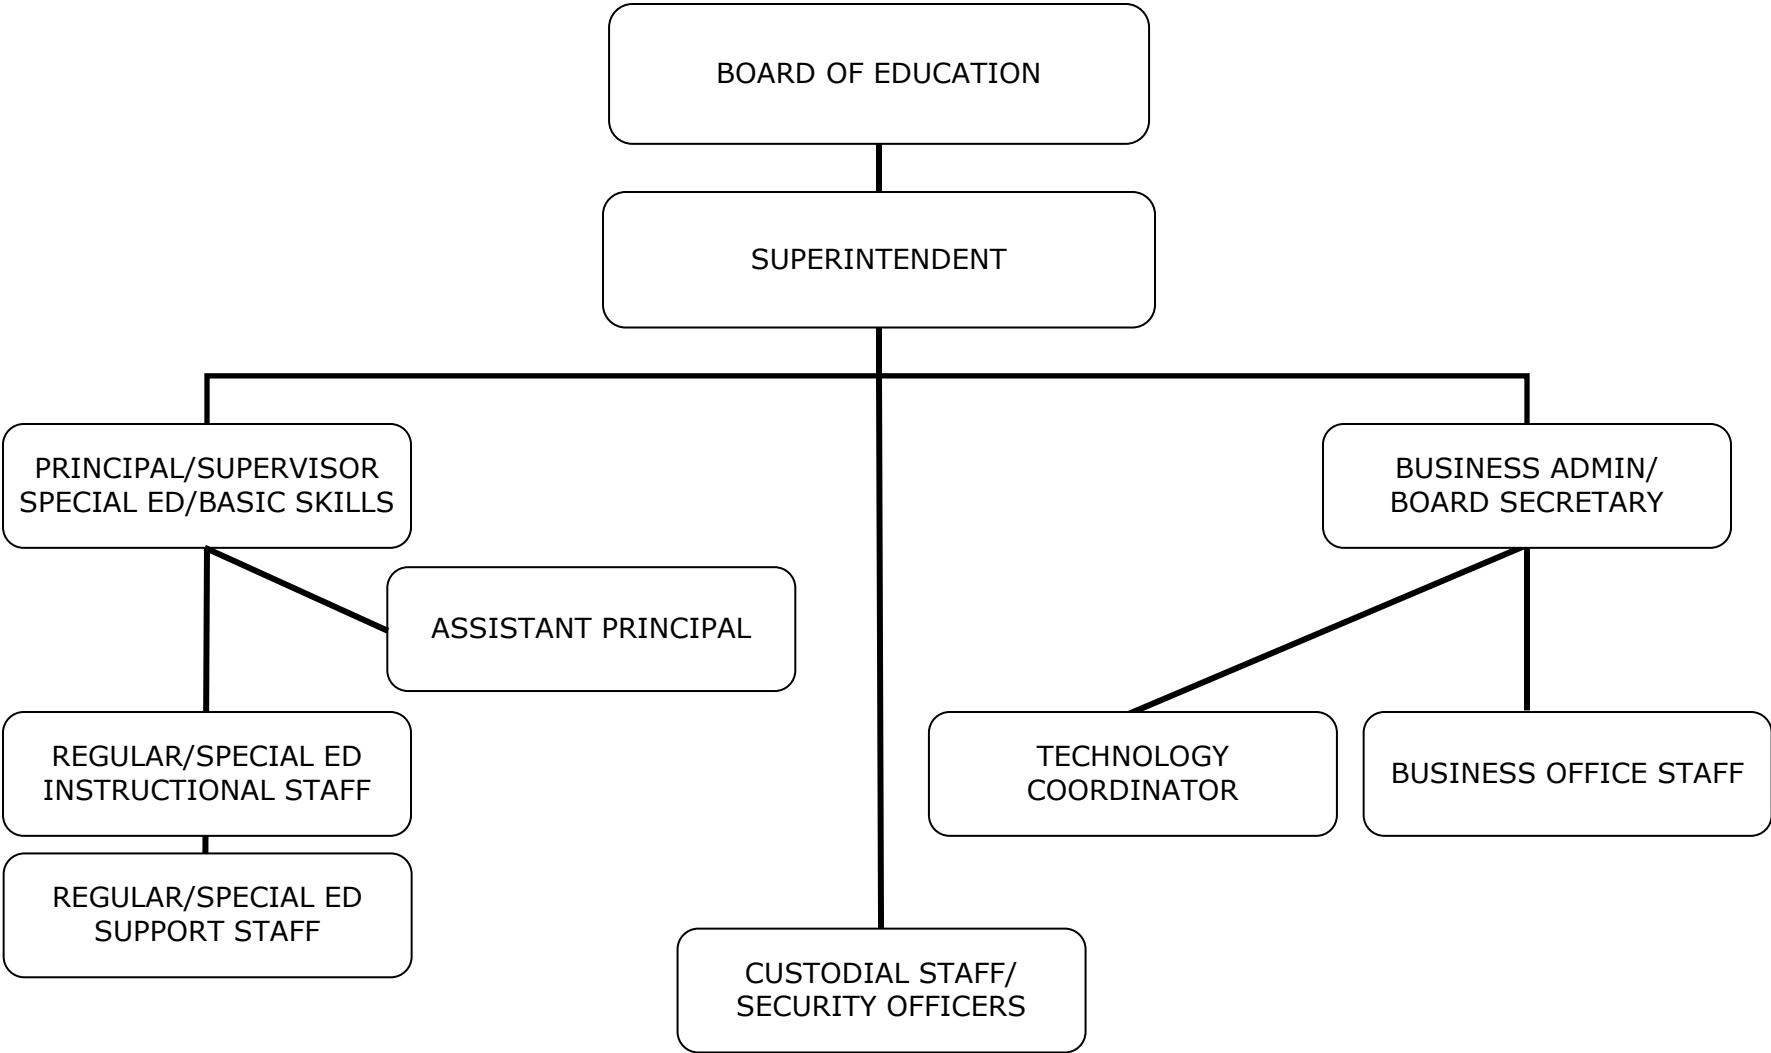 BOARD OF EDUCATION
SUPERINTENDENT
PRINCIPAL/SUPERVISOR
SPECIAL ED/BASIC SKILLS
BUSINESS ADMIN/
BOARD SECRETARY
ASSISTANT PRINCIPAL
REGULAR/SPECIAL ED
INSTRUCTIONAL STAFF
TECHNOLOGY
COORDINATOR
BUSINESS OFFICE STAFF
REGULAR/SPECIAL ED
SUPPORT STAFF
CUSTODIAL STAFF/
SECURITY OFFICERS